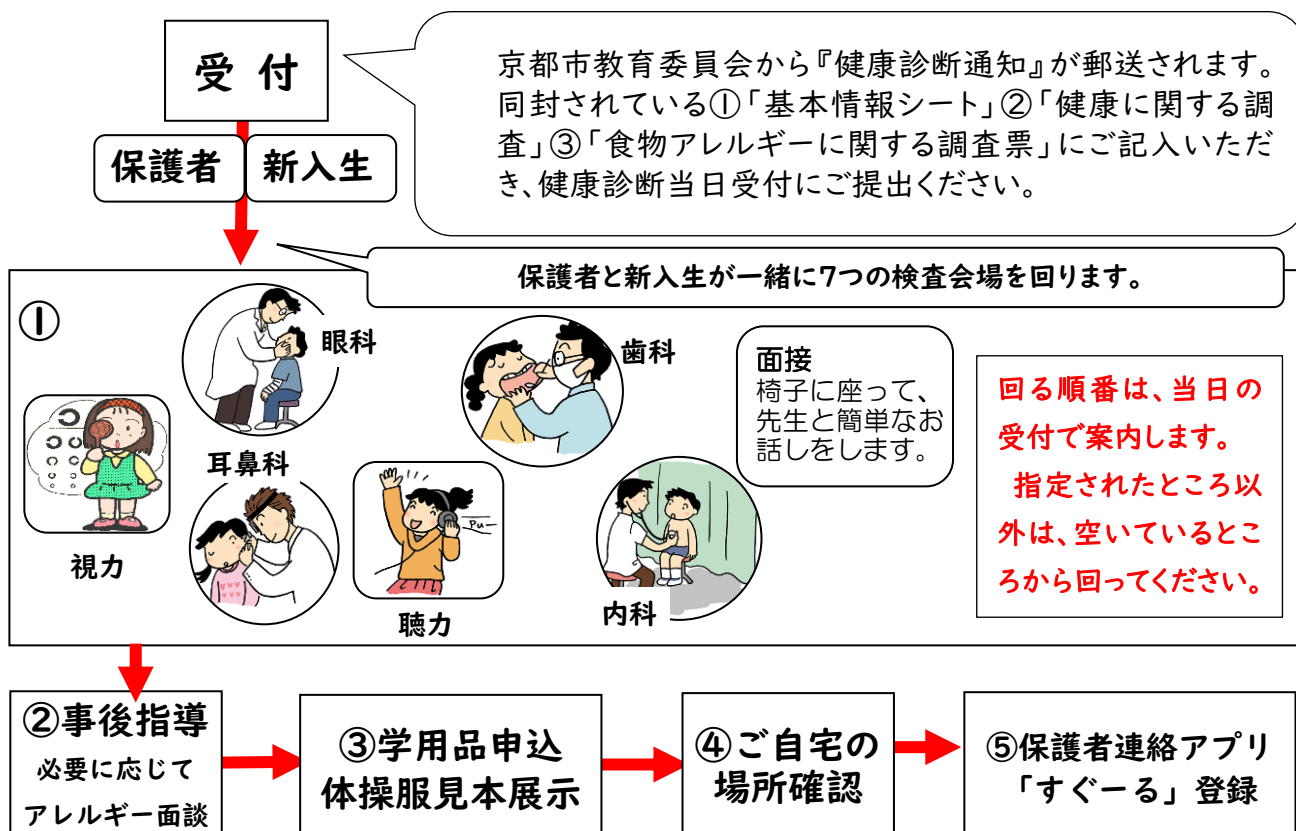 受 付
京都市教育委員会から『健康診断通知』が郵送されます。
同封されている①「基本情報シート」②「健康に関する調
査」③「食物アレルギーに関する調査票」にご記入いただ
き、健康診断当日受付にご提出ください。
保護者
新入生
保護者と新入生が一緒に7つの検査会場を回ります。
①
眼科
歯科
面接
椅子に座って、
先生と簡単なお
話しをします。
回る順番は、当日の
受付で案内します。
指定されたところ以
外は、空いているとこ
ろから回ってください。
耳鼻科
Pu―
視力
聴力
内科
②事後指導
必要に応じて
アレルギー面談
③学用品申込
体操服見本展示
④ご自宅の
場所確認
⑤保護者連絡アプリ
「すぐーる」登録